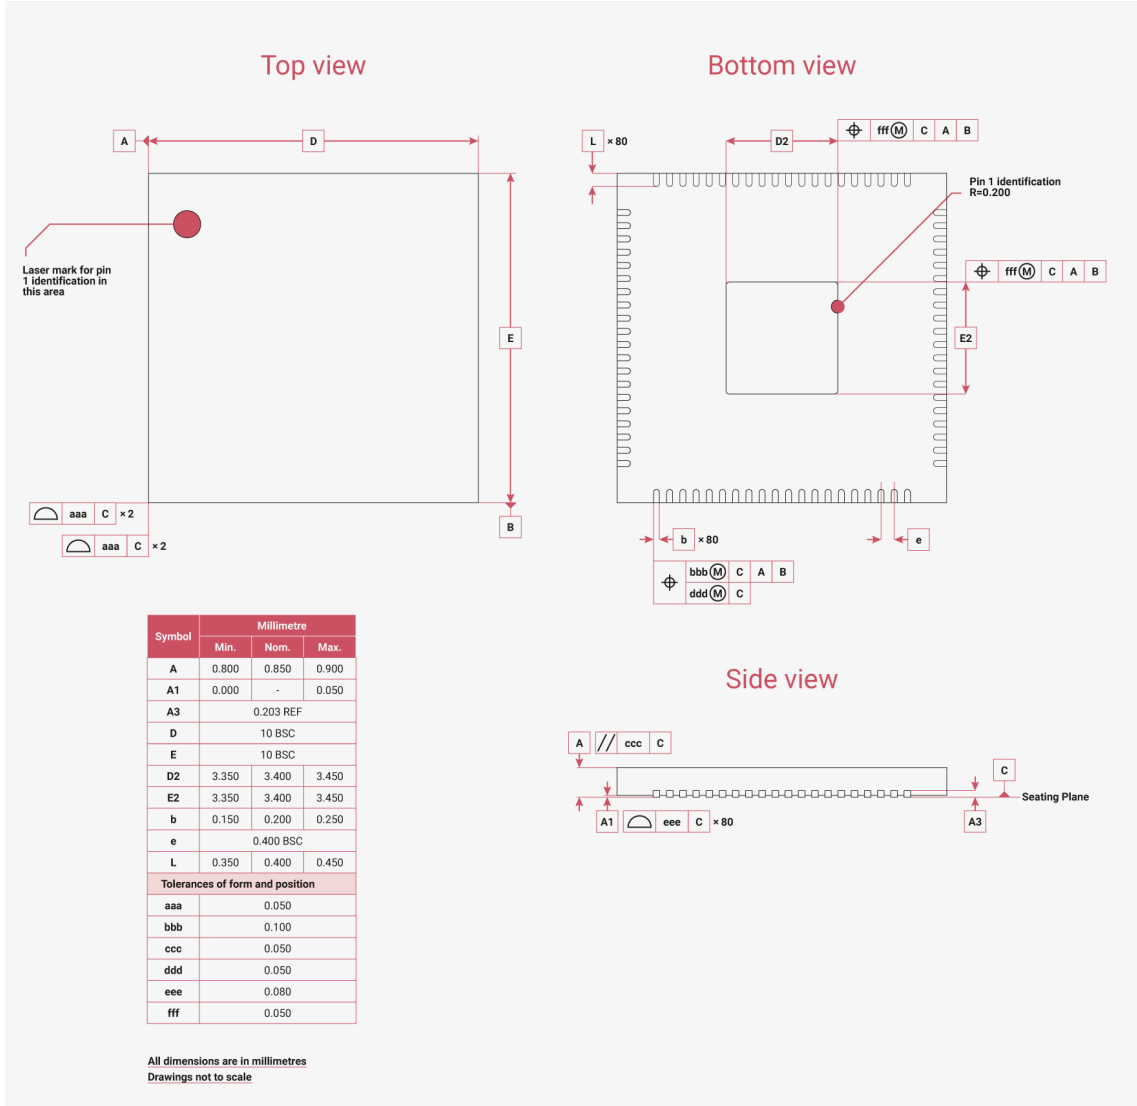 Top view
Bottom view
A
D
L × 80
D2
fff Ⓜ C A B
Pin 1 identification
R=0.200
Laser mark for pin
1 identification in
this area
fff Ⓜ C A B
E
E2
aaa C × 2
B
aaa C × 2
b × 80
e
bbb Ⓜ C A B
ddd Ⓜ C
Symbol Millimetre
Min. Nom. Max.
A 0.800 0.850 0.900
A1 0.000 - 0.050
A3 0.203 REF
D 10 BSC
E 10 BSC
D2 3.350 3.400 3.450
E2 3.350 3.400 3.450
b 0.150 0.200 0.250
e 0.400 BSC
L 0.350 0.400 0.450
Tolerances of form and position
aaa 0.050
bbb 0.100
ccc 0.050
ddd 0.050
eee 0.080
fff 0.050
All dimensions are in millimetres
Drawings not to scale
Side view
A // ccc C
C
Seating Plane
A1 eee C × 80
A3